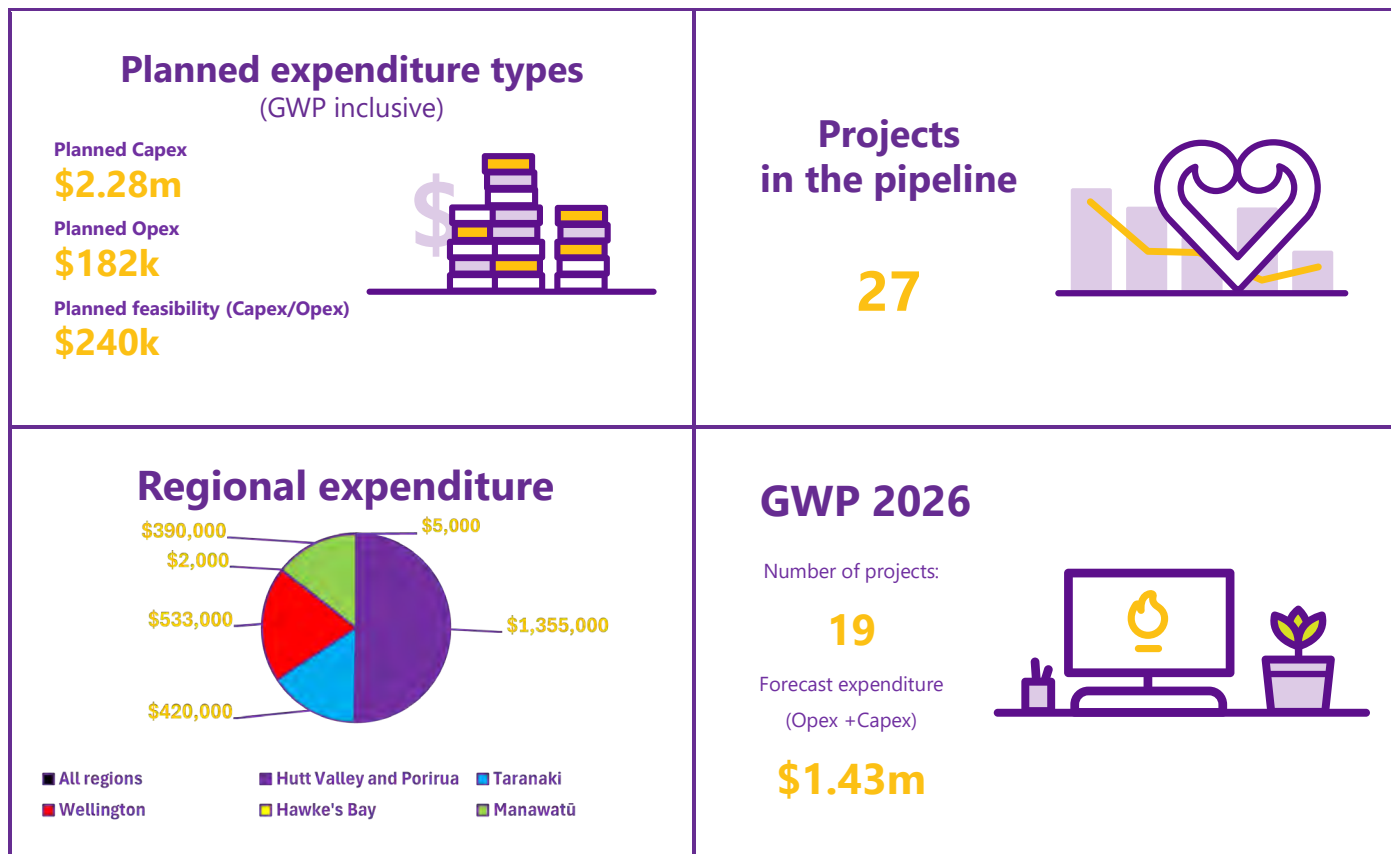 Planned expenditure types
(GWP inclusive)
Planned Capex
$2.28m
Planned Opex
$182k
Planned feasibility (Capex/Opex)
$240k
$
Projects
in the pipeline
27
Regional expenditure
$390,000
$5,000
$2,000
$533,000
$1,355,000
$420,000
All regions
Hutt Valley and Porirua
Taranaki
Wellington
Hawke's Bay
Manawatū
GWP 2026
Number of projects:
19
Forecast expenditure
(Opex +Capex)
$1.43m